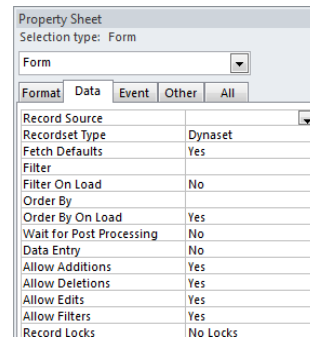 Property Sheet
Selection type: Form
Form
Format Data Event Other All
Record Source
Recordset Type Dynaset
Fetch Defaults Yes
Filter
Filter On Load No
Order By
Order By On Load Yes
Wait for Post Processing No
Data Entry No
Allow Additions Yes
Allow Deletions Yes
Allow Edits Yes
Allow Filters Yes
Record Locks No Locks